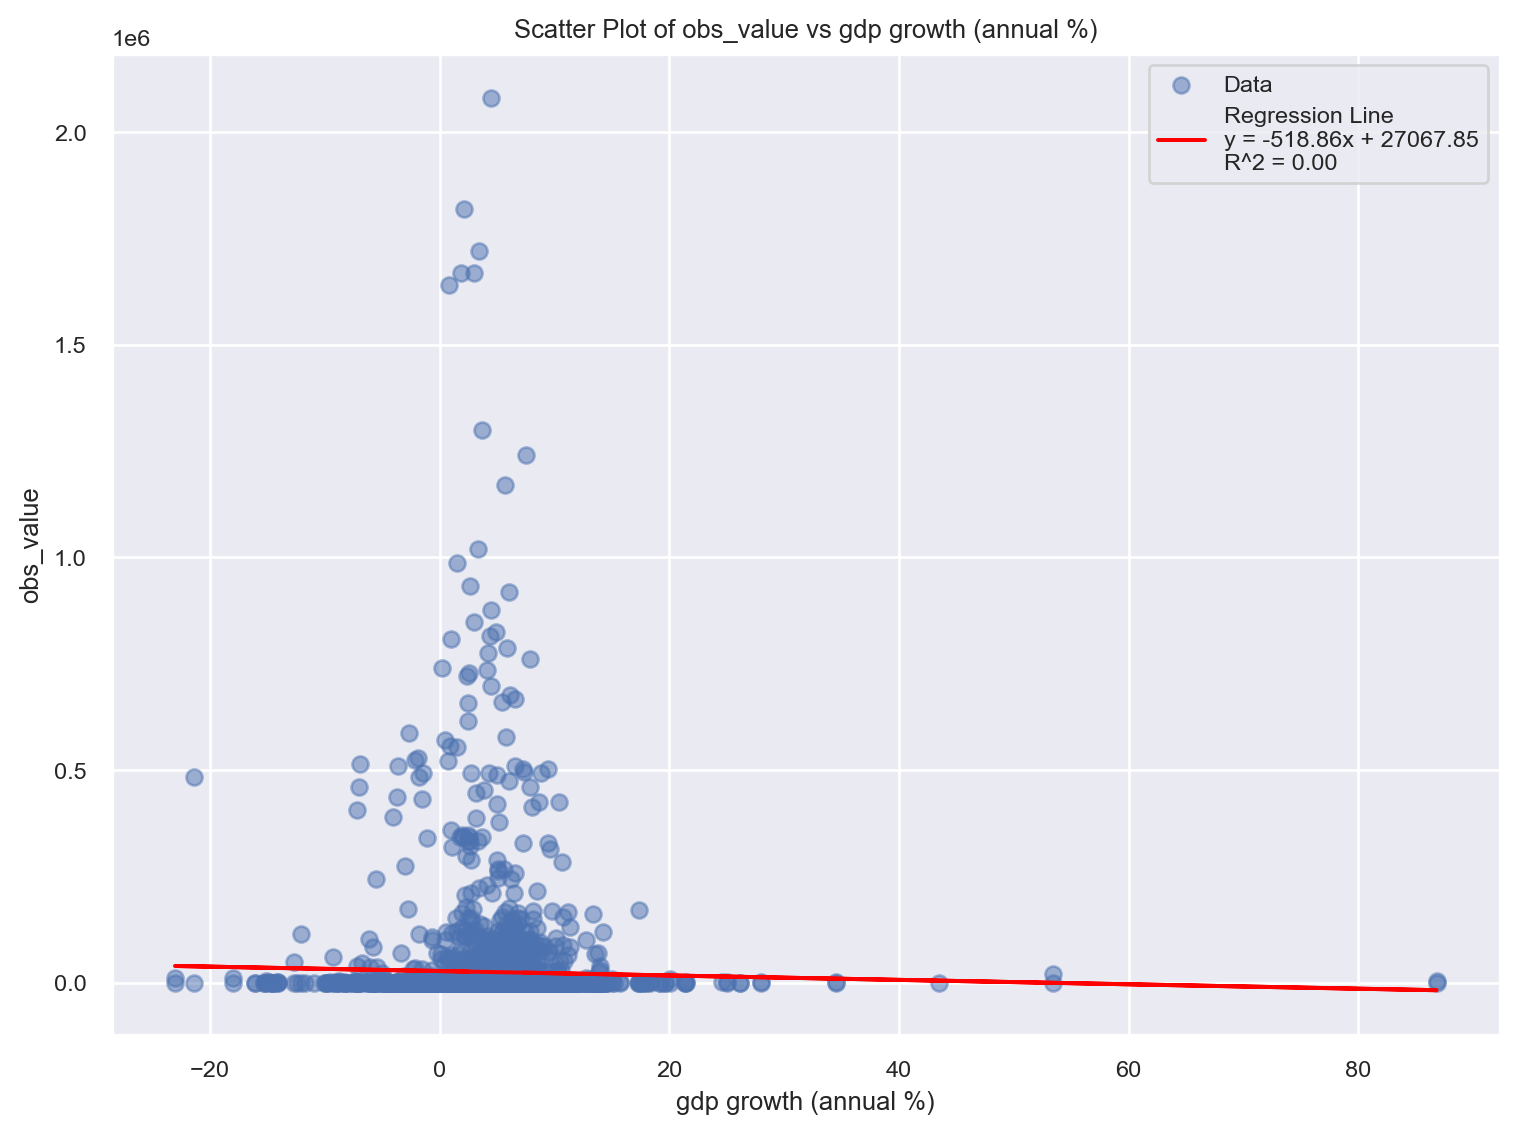 Scatter Plot of obs_value vs gdp growth (annual %)
1e6
Data
Regression Line
y = -518.86x + 27067.85
R^2 = 0.00
2.0
1.5
1.0
0.5
0.0
obs_value
−20 0 20 40 60 80
gdp growth (annual %)